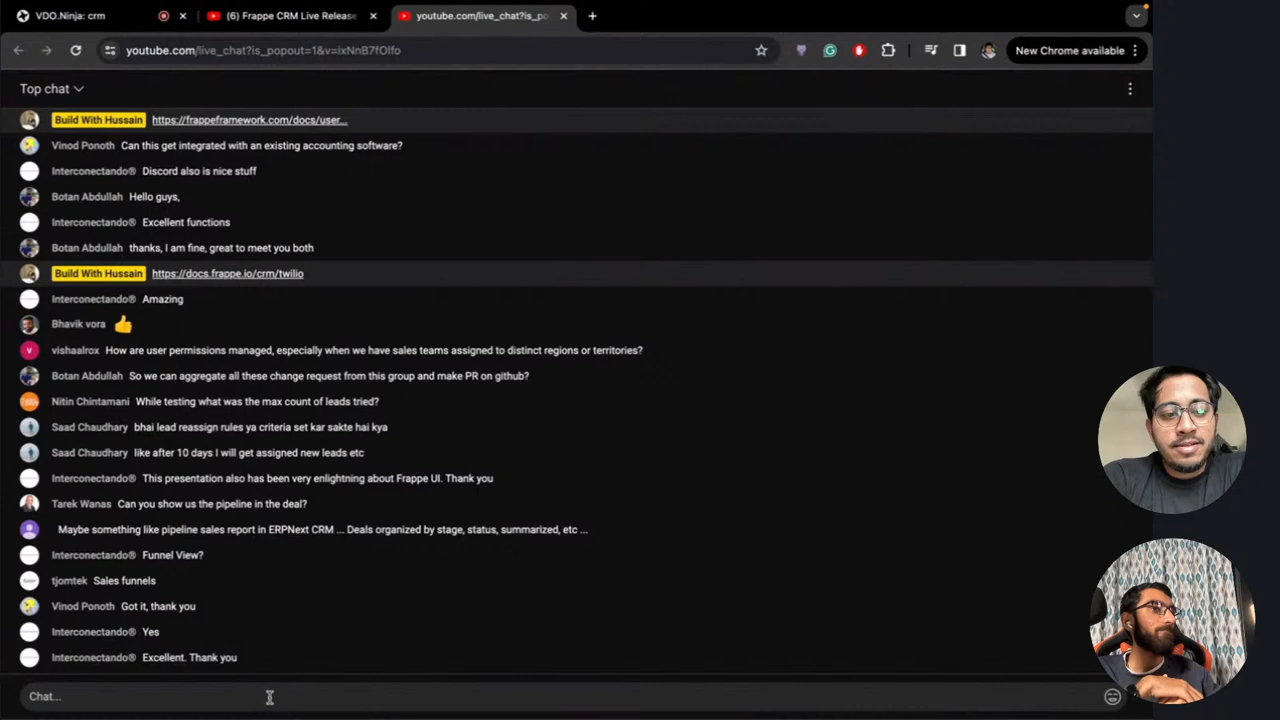 VDO.Ninja: crm
(6) Frappe CRM Live Release
youtube.com/live_chat?is_po
youtube.com/live_chat?is_popout=1&v=ixNnB7fOIfo
New Chrome available
Top chat
Build With Hussain https://frappeframework.com/docs/user...
Vinod Ponoth Can this get integrated with an existing accounting software?
Interconectando® Discord also is nice stuff
Botan Abdullah Hello guys,
Interconectando® Excellent functions
Botan Abdullah thanks, I am fine, great to meet you both
Build With Hussain https://docs.frappe.io/crm/twilio
Interconectando® Amazing
Bhavik vora 👍
V vishaalrox How are user permissions managed, especially when we have sales teams assigned to distinct regions or territories?
Botan Abdullah So we can aggregate all these change request from this group and make PR on github?
Nitin Chintamani While testing what was the max count of leads tried?
Saad Chaudhary bhai lead reassign rules ya criteria set kar sakte hai kya
Saad Chaudhary like after 10 days I will get assigned new leads etc
Interconectando® This presentation also has been very enlightning about Frappe UI. Thank you
Tarek Wanas Can you show us the pipeline in the deal?
Maybe something like pipeline sales report in ERPNext CRM ... Deals organized by stage, status, summarized, etc ...
Interconectando® Funnel View?
tjomtek Sales funnels
Vinod Ponoth Got it, thank you
Interconectando® Yes
Interconectando® Excellent. Thank you
Chat...